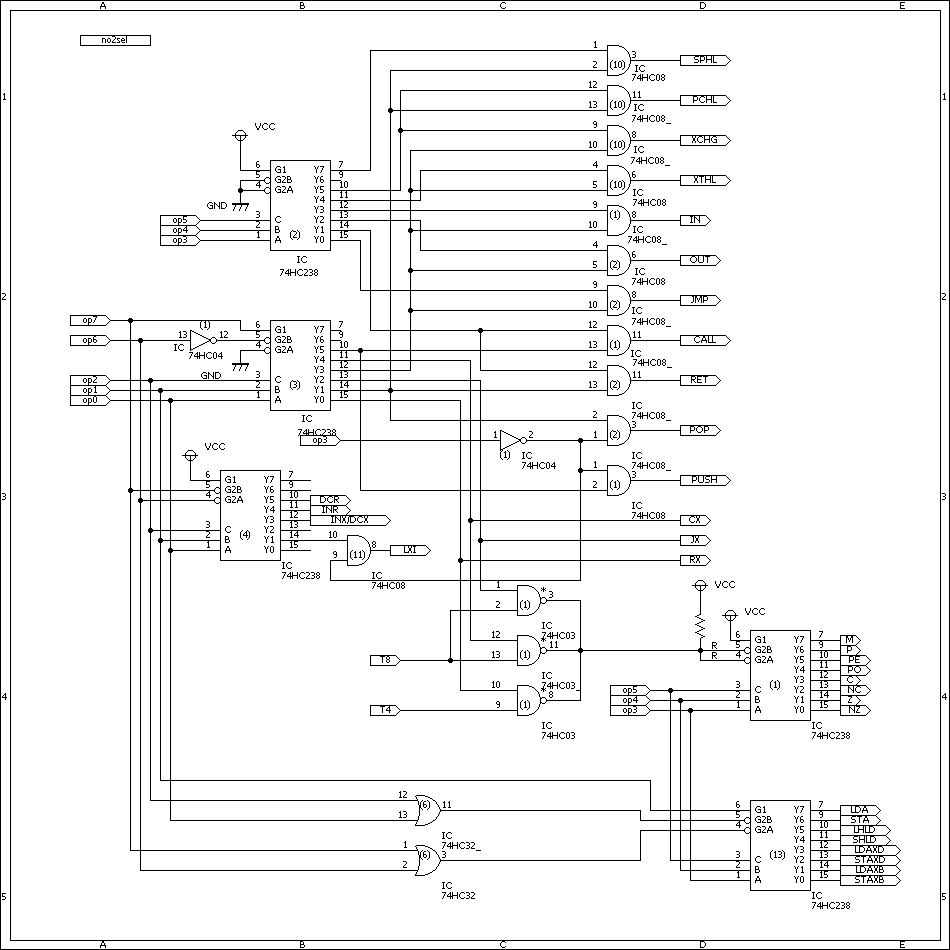 A B C D E
no2sel
1 3 SPHL
2 (10) IC
74HC08
12 11 PCHL
13 (10) IC
74HC08_
1 1
9 8 XCHG
10 (10) IC
74HC08_
VCC
4 6 XTHL
5 (10) IC
74HC08
6 G1 Y7 7
5 G2B Y6 9
4 G2A Y5 10
Y4 11
GND
3 C Y3 12
2 B Y2 13
1 A Y1 14
(2) Y0 15
op5
op4
op3
IC
74HC238
9 8 IN
10 (1) IC
74HC08_
4 6 OUT
5 (2) IC
74HC08
9 8 JMP
10 (2) IC
74HC08_
2 2
12 11 CALL
13 (1) IC
74HC08_
12 11 RET
13 (2) IC
74HC08_
2 3 POP
1 (2) IC
74HC08_
1 3 PUSH
2 (1) IC
74HC08
op7
op6
13 (1) 12
IC
74HC04
GND
op2
op1
op0
6 G1 Y7 7
5 G2B Y6 9
4 G2A Y5 10
Y4 11
3 C Y3 12
2 B Y2 13
1 A Y1 14
(3) Y0 15
IC
74HC238
op3
1 2
(1) IC
74HC04
VCC
3 3
6 G1 Y7 7
5 G2B Y6 9
4 G2A Y5 10 DCR
Y4 11 INR
Y3 12 INX/DCX
3 C Y2 13
2 B Y1 14
1 A Y0 15
(4)
IC
74HC238
10 8 LXI
9 (11)
IC
74HC08
CX
JX
RX
1 * 3
2 (1)
IC
74HC03
12 * 11
13 (1)
IC
74HC03_
10 * 8
9 (1)
IC
74HC03
T8
T4
VCC
VCC
R
R
6 G1 Y7 7 M
5 G2B Y6 9 P
4 G2A Y5 10 PE
Y4 11 PO
Y3 12 C
3 C Y2 13 NC
2 B Y1 14 Z
1 A Y0 15 NZ
(1)
op5
op4
op3
IC
74HC238
4 4
12 11
13 (6)
IC
74HC32_
1 3
2 (6)
IC
74HC32
6 G1 Y7 7 LDA
5 G2B Y6 9 STA
4 G2A Y5 10 LHLD
Y4 11 SHLD
Y3 12 LDAXD
3 C Y2 13 STAXD
2 B Y1 14 LDAXB
1 A Y0 15 STAXB
(13)
IC
74HC238
5 5
A B C D E